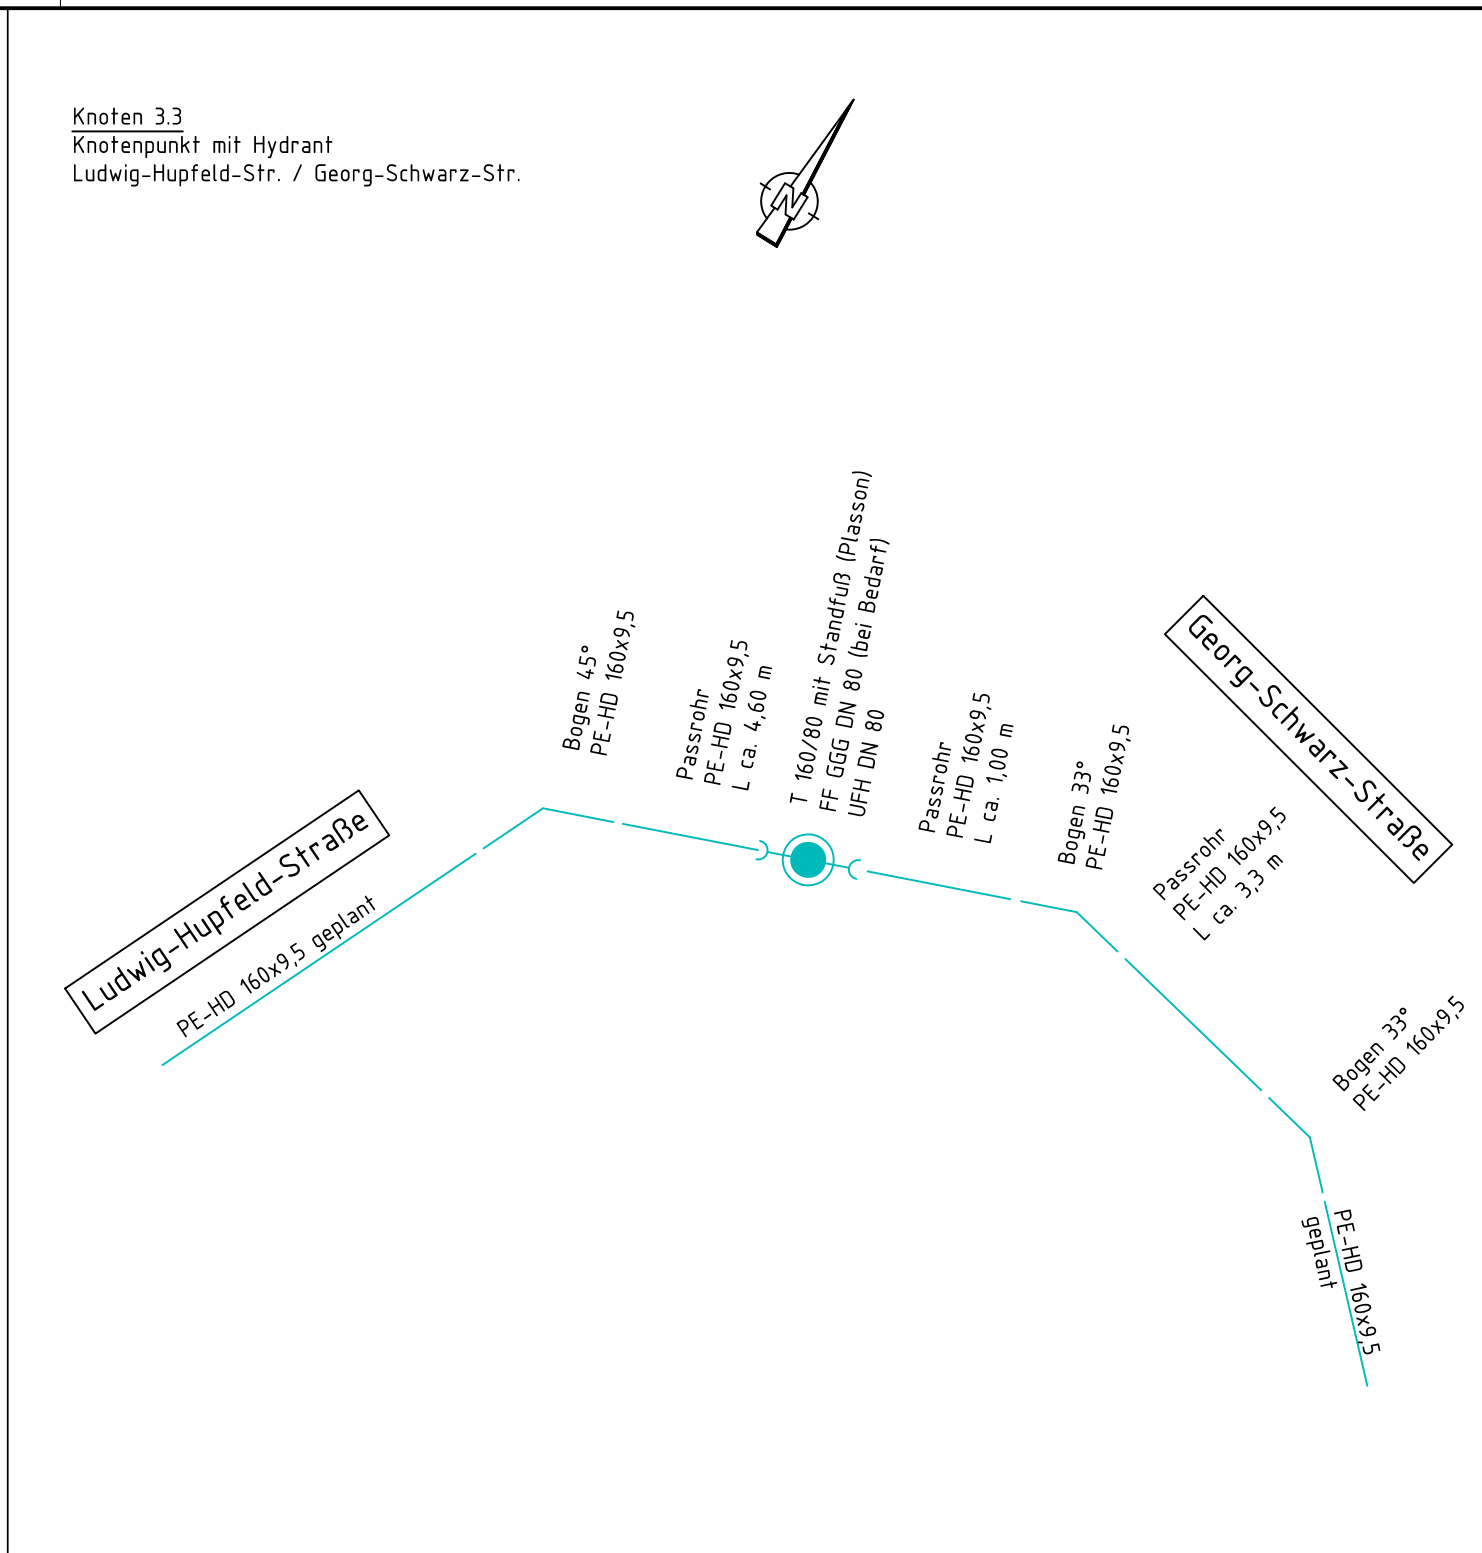 Knoten 3.3
Knotenpunkt mit Hydrant
Ludwig-Hupfeld-Str. / Georg-Schwarz-Str.
N
Ludwig-Hupfeld-Straße
PE-HD 160x9,5 geplant
Bogen 45°
PE-HD 160x9,5
Passrohr
PE-HD 160x9,5
L ca. 4,60 m
T 160/80 mit Standfuß (Plasson)
FF GGG DN 80 (bei Bedarf)
UFH DN 80
Passrohr
PE-HD 160x9,5
L ca. 1,00 m
Bogen 33°
PE-HD 160x9,5
Georg-Schwarz-Straße
Passrohr
PE-HD 160x9,5
L ca. 3,3 m
Bogen 33°
PE-HD 160x9,5
PE-HD 160x9,5
geplant